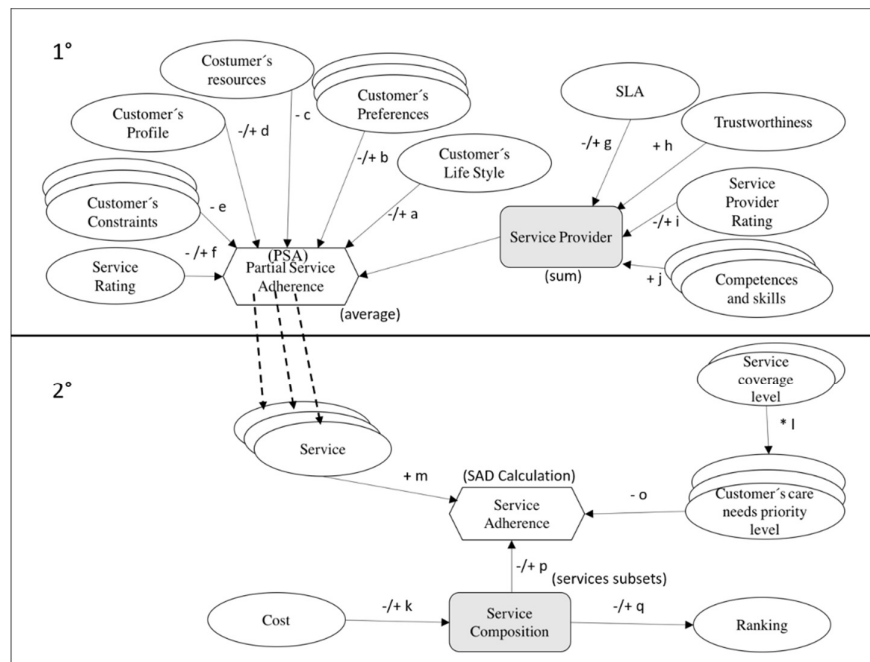 1°
Costumer´s
resources
Customer´s
Preferences
Customer´s
Profile
Customer´s
Life Style
Customer´s
Constraints
Service
Rating
- c
-/+ d
-/+ b
- e
-/+ a
-/+ f
(PSA)
Partial Service
Adherence
(average)
SLA
Trustworthiness
-/+ g
+ h
Service
Provider
Rating
-/+ i
Service Provider
(sum)
+ j
Competences
and skills
2°
Service
coverage
level
* l
Service
+ m
(SAD Calculation)
Service
Adherence
- o
Customer´s care
needs priority
level
-/+ p
(services subsets)
Cost
-/+ k
Service
Composition
-/+ q
Ranking